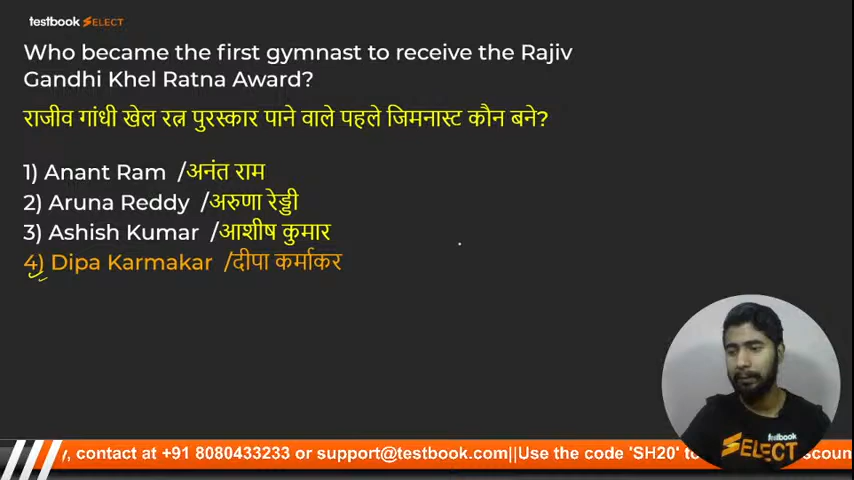 testbook SELECT
Who became the first gymnast to receive the Rajiv
Gandhi Khel Ratna Award?
राजीव गांधी खेल रत्न पुरस्कार पाने वाले पहले जिमनास्ट कौन बने?
1) Anant Ram /अनंत राम
2) Aruna Reddy /अरुणा रेड्डी
3) Ashish Kumar /आशीष कुमार
4) Dipa Karmakar /दीपा कर्माकर
testbook
SELECT
y, contact at +91 8080433233 or support@testbook.com||Use the code 'SH20' to